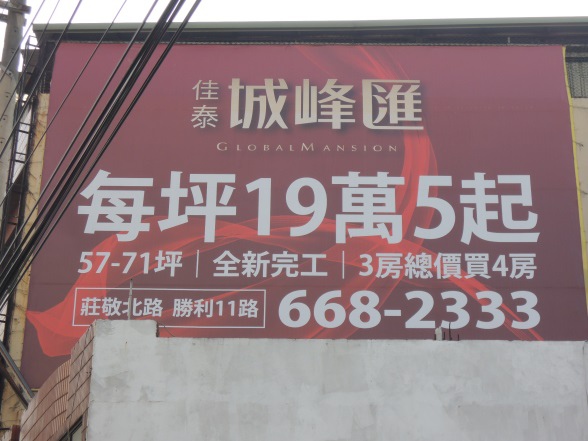 佳泰 城峰匯
GLOBALMANSION
每坪19萬5起
57-71坪｜全新完工｜3房總價買4房
莊敬北路 勝利11路 668-2333